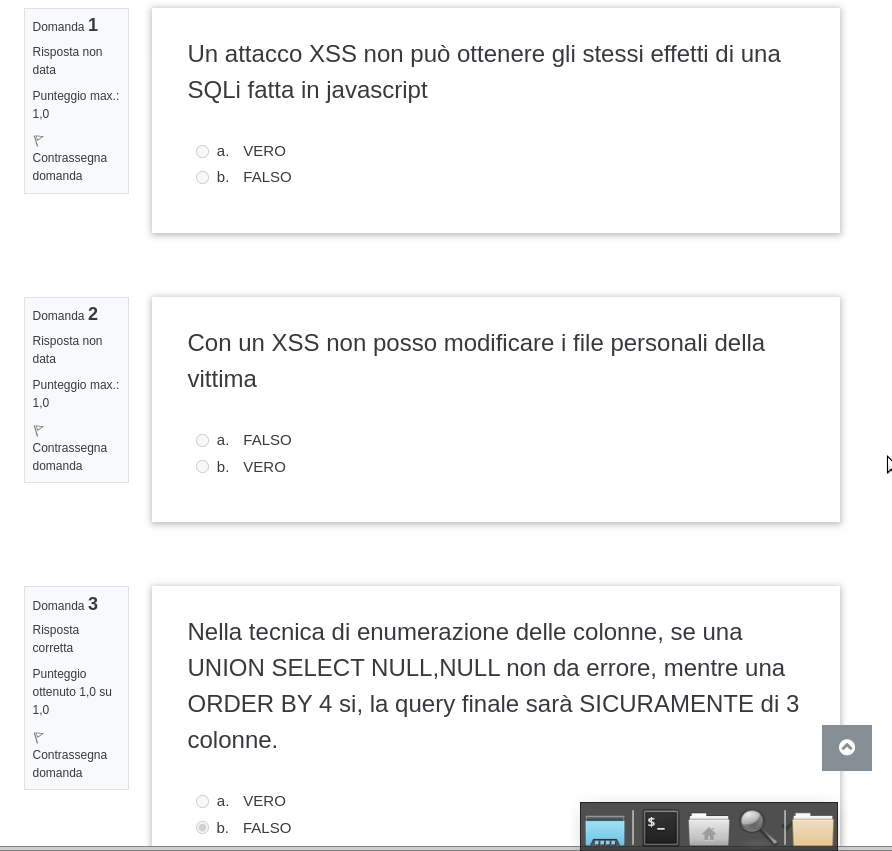 Domanda 1
Risposta non
data
Punteggio max.:
1,0
Contrassegna
domanda
Un attacco XSS non può ottenere gli stessi effetti di una
SQLi fatta in javascript
a. VERO
b. FALSO
Domanda 2
Risposta non
data
Punteggio max.:
1,0
Contrassegna
domanda
Con un XSS non posso modificare i file personali della
vittima
a. FALSO
b. VERO
Domanda 3
Risposta
corretta
Punteggio
ottenuto 1,0 su
1,0
Contrassegna
domanda
Nella tecnica di enumerazione delle colonne, se una
UNION SELECT NULL,NULL non da errore, mentre una
ORDER BY 4 si, la query finale sarà SICURAMENTE di 3
colonne.
a. VERO
b. FALSO
$_